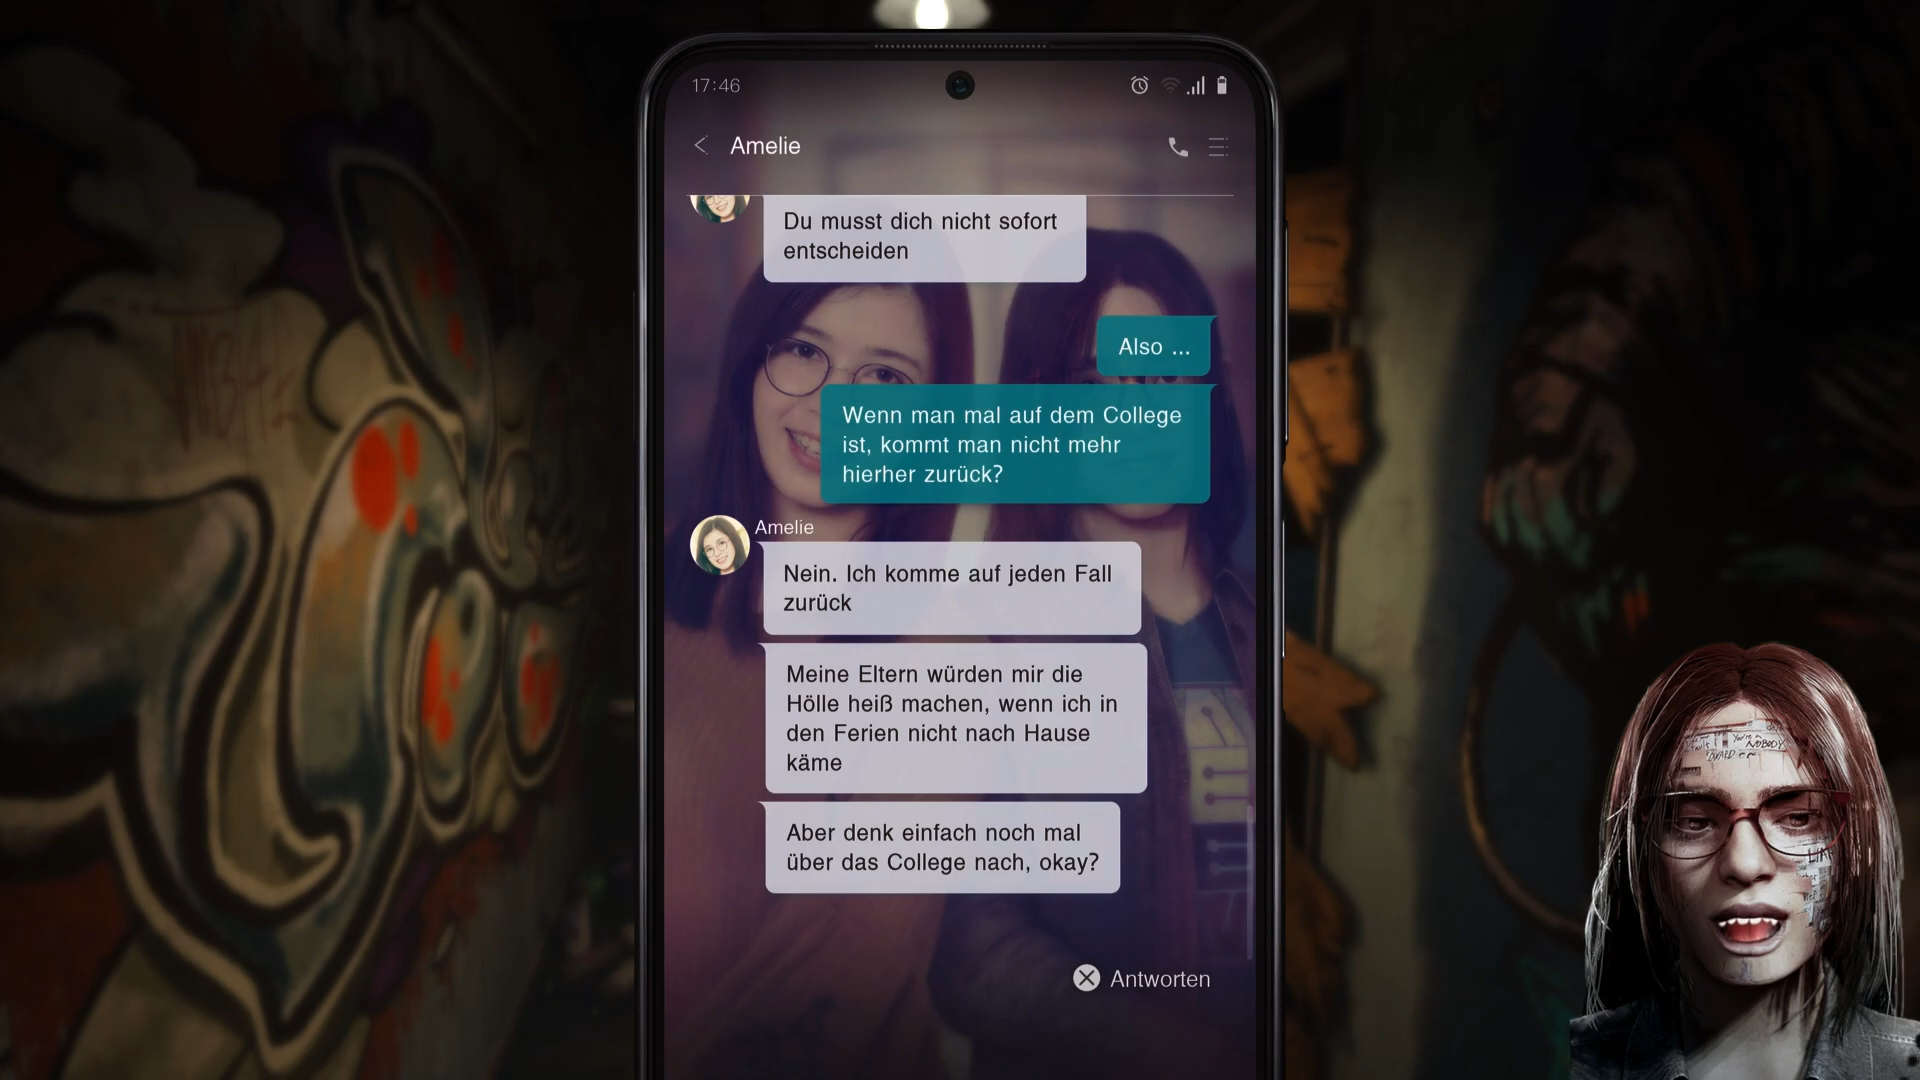 17:46
Amelie
Du musst dich nicht sofort
entscheiden
Also ...
Wenn man mal auf dem College
ist, kommt man nicht mehr
hierher zurück?
Amelie
Nein. Ich komme auf jeden Fall
zurück
Meine Eltern würden mir die
Hölle heiß machen, wenn ich in
den Ferien nicht nach Hause
käme
Aber denk einfach noch mal
über das College nach, okay?
Antworten
NOBODY